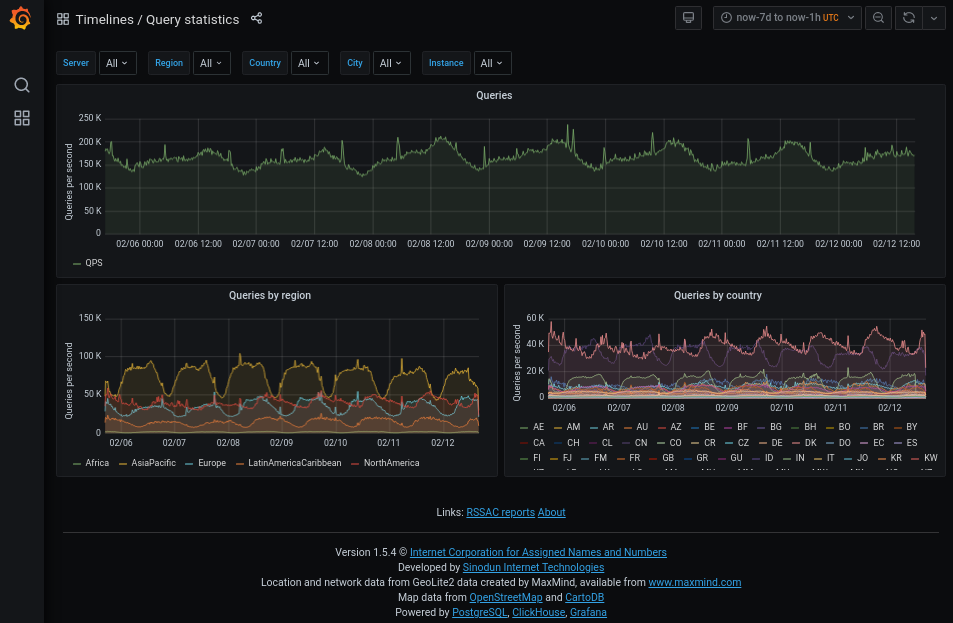 Timelines / Query statistics
now-7d to now-1h UTC
Server All Region All Country All City All Instance All
Queries
Queries per second
250 K
200 K
150 K
100 K
50 K
0
02/06 00:00 02/06 12:00 02/07 00:00 02/07 12:00 02/08 00:00 02/08 12:00 02/09 00:00 02/09 12:00 02/10 00:00 02/10 12:00 02/11 00:00 02/11 12:00 02/12 00:00 02/12 12:00
QPS
Queries by region
Queries per second
150 K
100 K
50 K
0
02/06 02/07 02/08 02/09 02/10 02/11 02/12
Africa AsiaPacific Europe LatinAmericaCaribbean NorthAmerica
Queries by country
Queries per second
60 K
40 K
20 K
0
02/06 02/07 02/08 02/09 02/10 02/11 02/12
AE AM AR AU AZ BE BF BG BH BO BR BY
CA CH CL CN CO CR CZ DE DK DO EC ES
FI FJ FM FR GB GR GU ID IN IT JO KR KW
Links: RSSAC reports About
Version 1.5.4 © Internet Corporation for Assigned Names and Numbers
Developed by Sinodun Internet Technologies
Location and network data from GeoLite2 data created by MaxMind, available from www.maxmind.com
Map data from OpenStreetMap and CartoDB
Powered by PostgreSQL, ClickHouse, Grafana